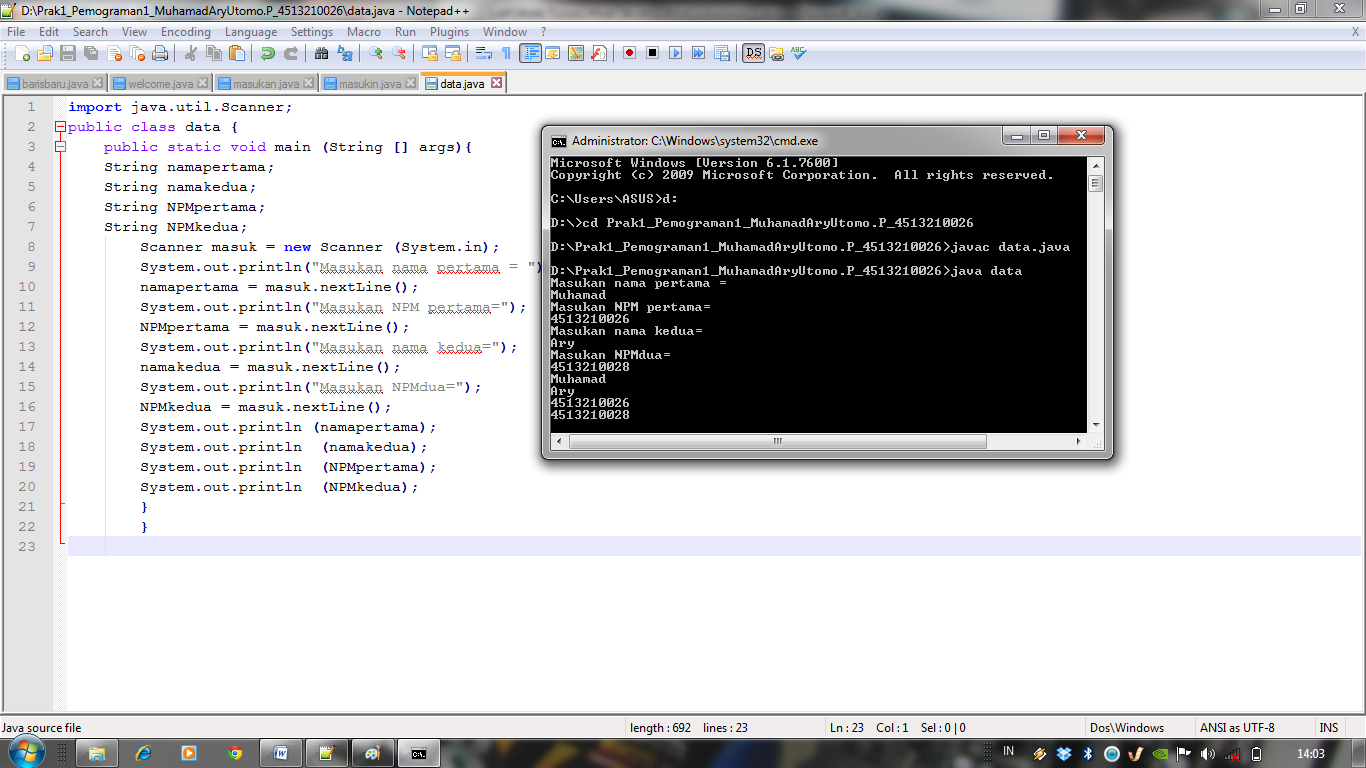 D:\Prak1_Pemograman1_MuhamadAryUtomo.P_4513210026\data.java - Notepad++
File Edit Search View Encoding Language Settings Macro Run Plugins Window ? X
barisbaru.java welcome.java masukan.java masukin.java data.java
1 import java.util.Scanner;
2 public class data {
3 public static void main (String [] args){
4 String namapertama;
5 String namakedua;
6 String NPMpertama;
7 String NPMkedua;
8 Scanner masuk = new Scanner (System.in);
9 System.out.println("Masukan nama pertama = ")
10 namapertama = masuk.nextLine();
11 System.out.println("Masukan NPM pertama=");
12 NPMpertama = masuk.nextLine();
13 System.out.println("Masukan nama kedua=");
14 namakedua = masuk.nextLine();
15 System.out.println("Masukan NPMdua=");
16 NPMkedua = masuk.nextLine();
17 System.out.println (namapertama);
18 System.out.println  (namakedua);
19 System.out.println  (NPMpertama);
20 System.out.println  (NPMkedua);
21 }
22 }
23
Administrator: C:\Windows\system32\cmd.exe
Microsoft Windows [Version 6.1.7600]
Copyright (c) 2009 Microsoft Corporation.  All rights reserved.
C:\Users\ASUS>d:
D:\>cd Prak1_Pemograman1_MuhamadAryUtomo.P_4513210026
D:\Prak1_Pemograman1_MuhamadAryUtomo.P_4513210026>javac data.java
D:\Prak1_Pemograman1_MuhamadAryUtomo.P_4513210026>java data
Masukan nama pertama =
Muhamad
Masukan NPM pertama=
4513210026
Masukan nama kedua=
Ary
Masukan NPMdua=
4513210028
Muhamad
Ary
4513210026
4513210028
Java source file length : 692 lines : 23 Ln : 23 Col : 1 Sel : 0 | 0 Dos\Windows ANSI as UTF-8 INS
IN 14:03